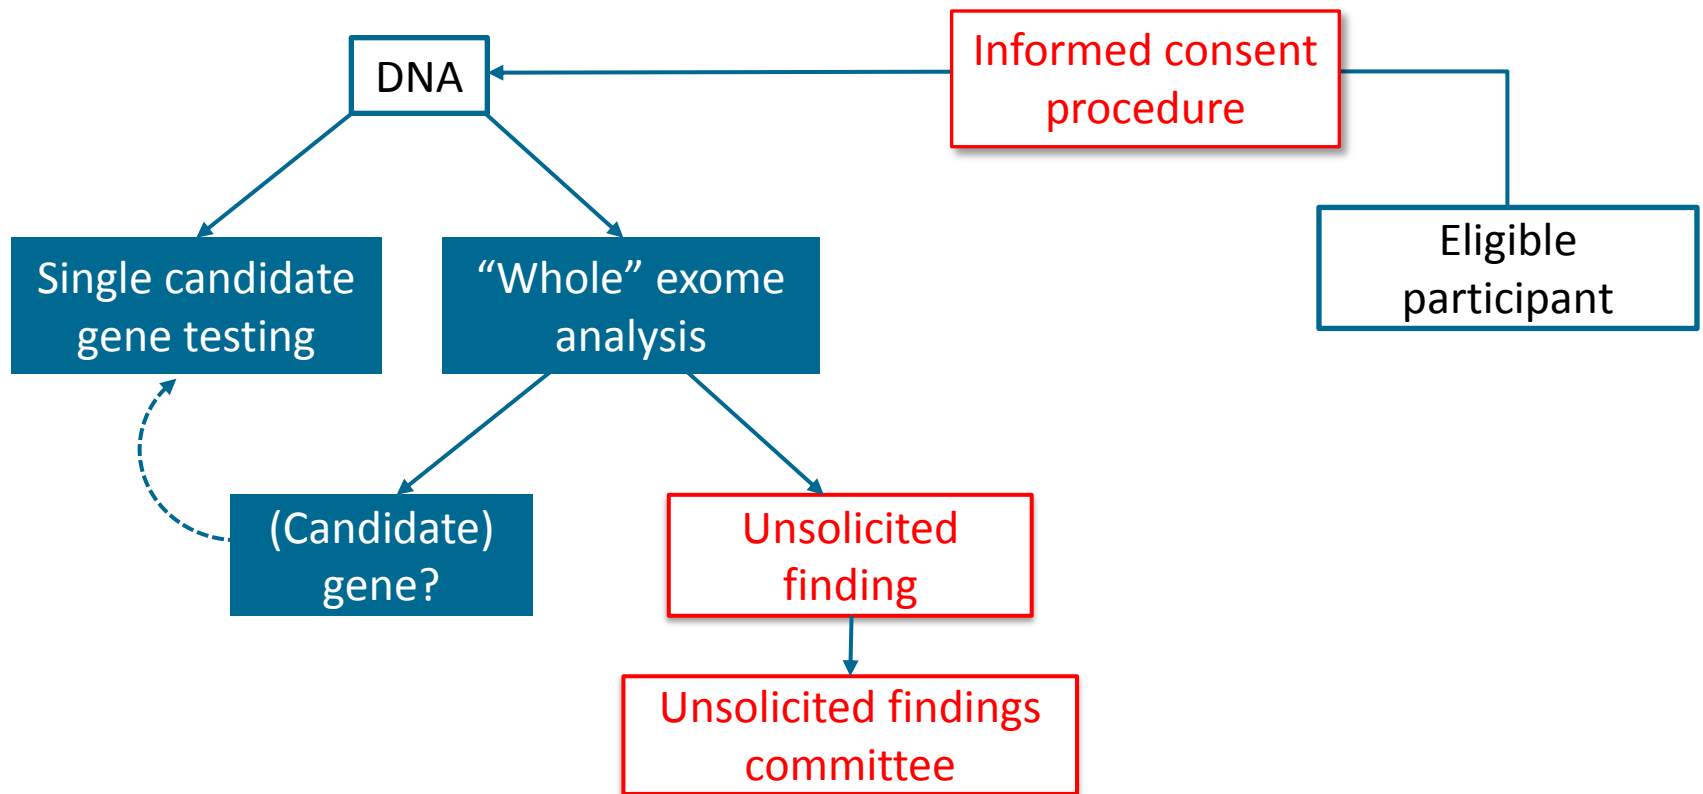 DNA
Informed consent
procedure
Eligible
participant
Single candidate
gene testing
“Whole” exome
analysis
(Candidate)
gene?
Unsolicited
finding
Unsolicited findings
committee